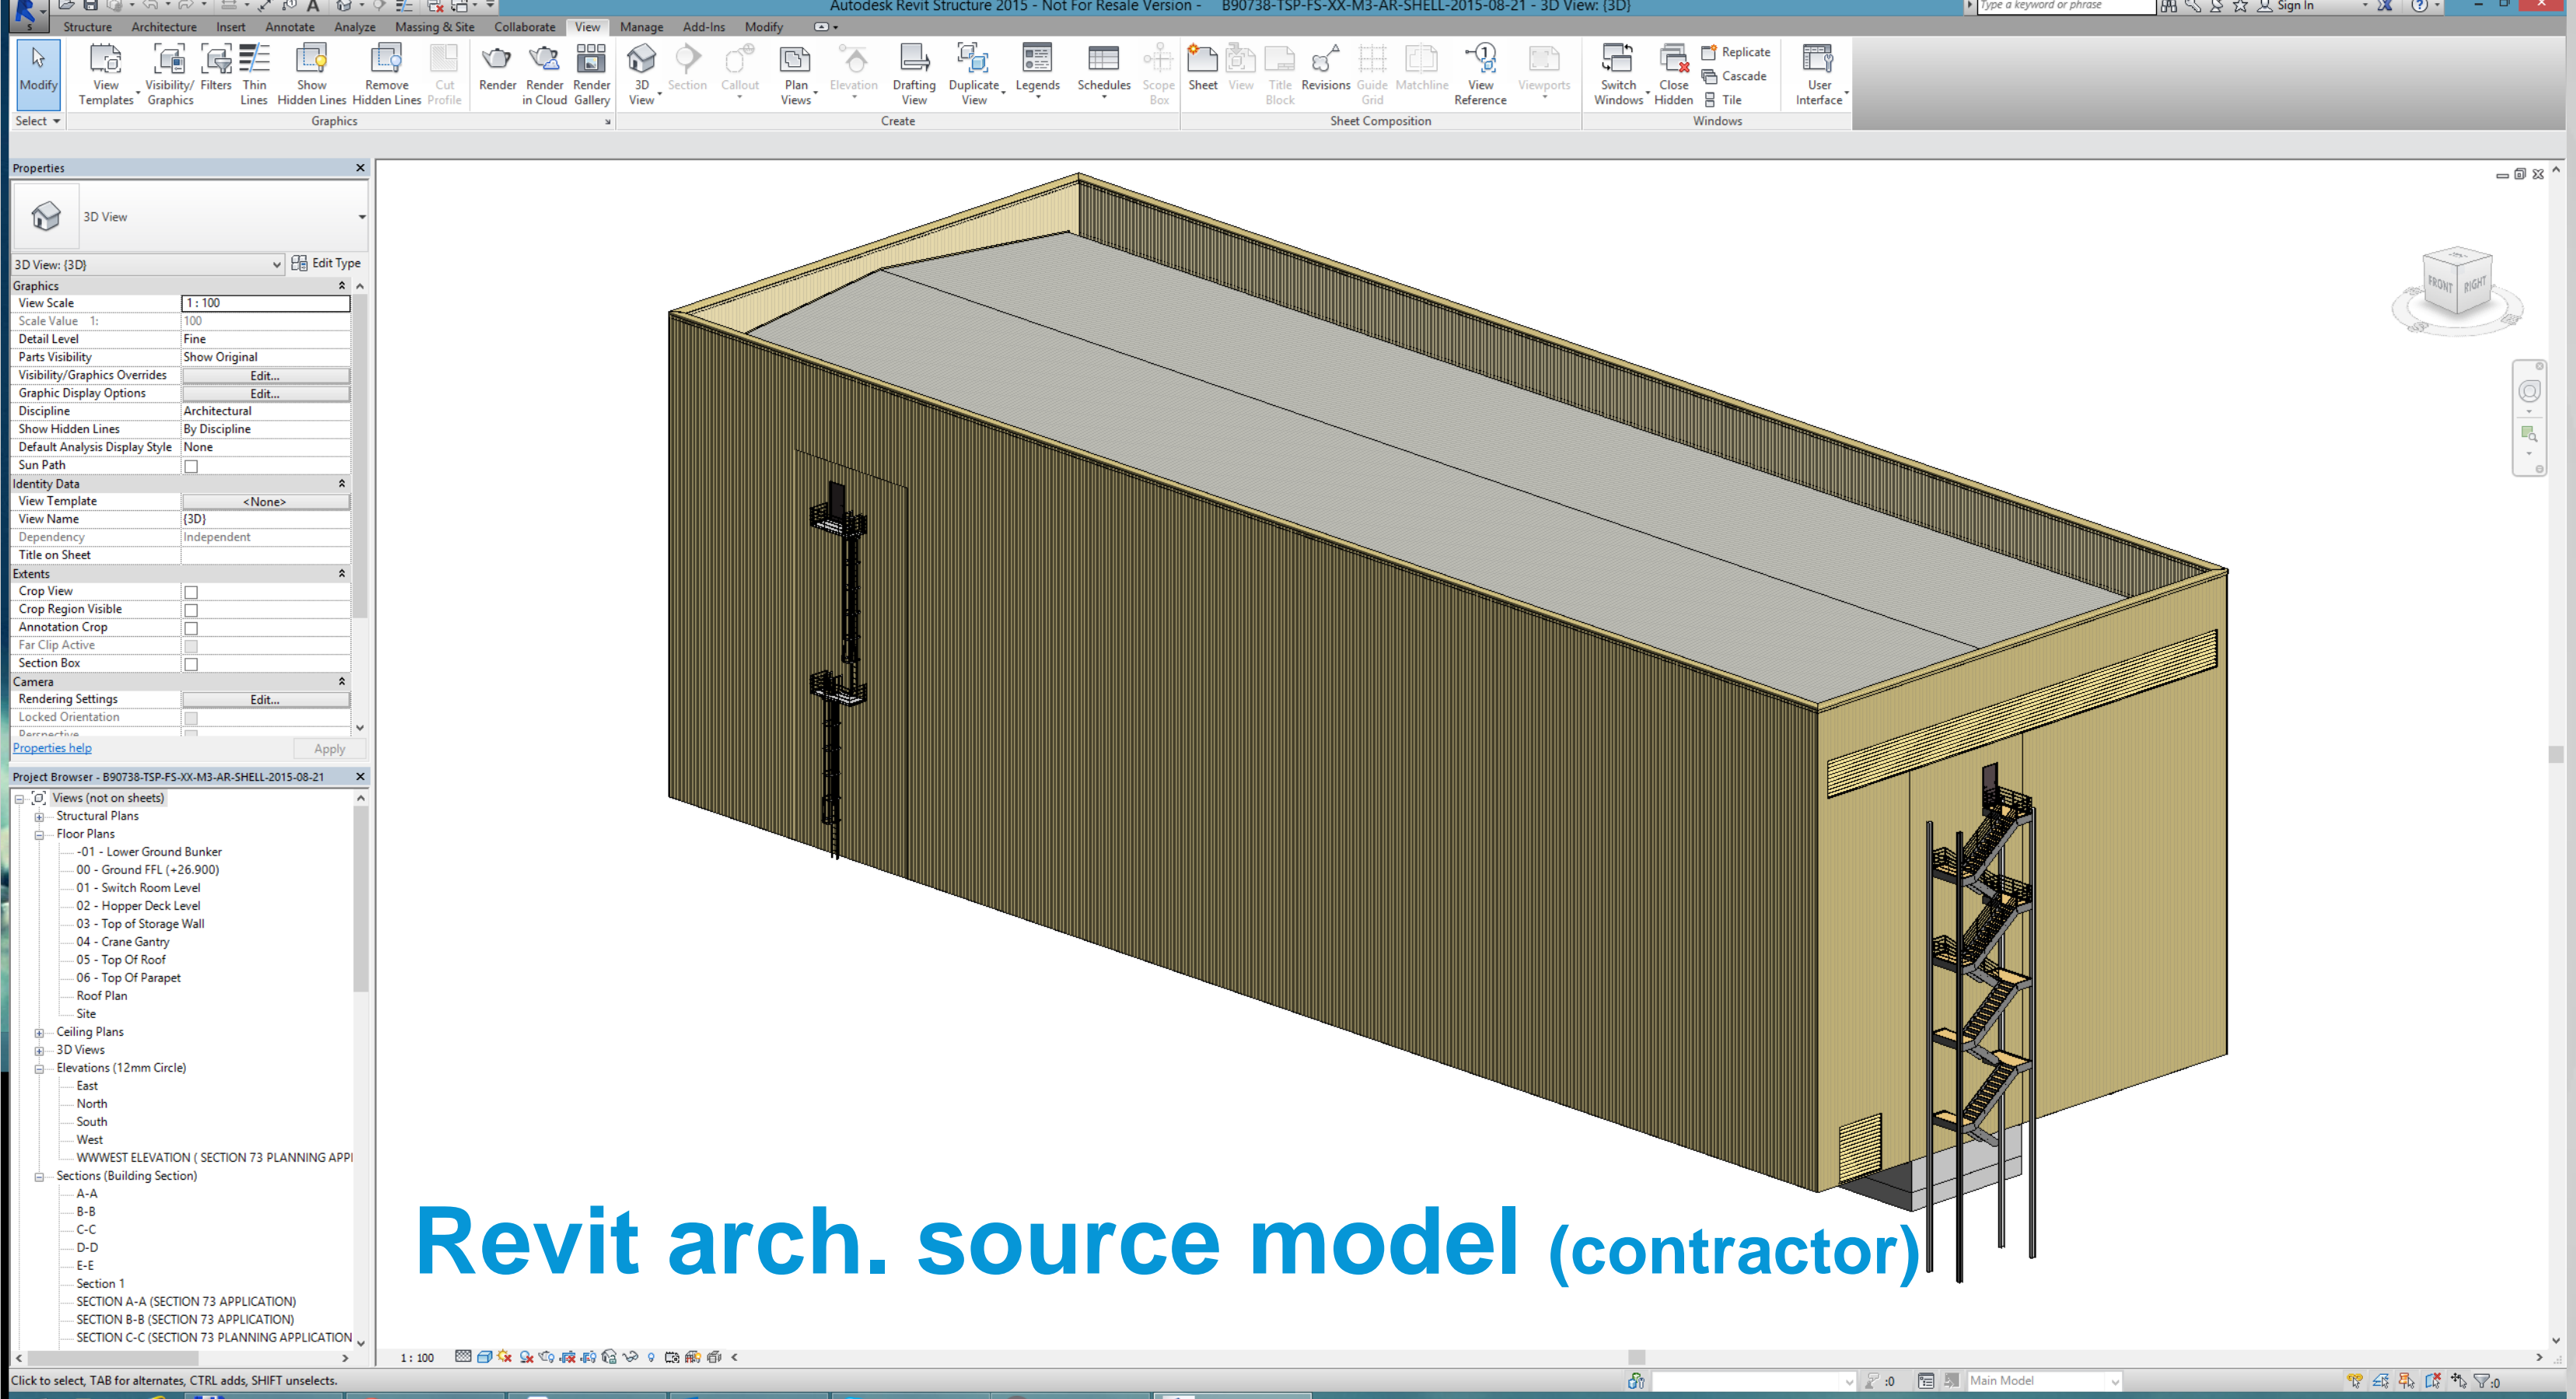 Autodesk Revit Structure 2015 - Not For Resale Version - B90738-TSP-FS-XX-M3-AR-SHELL-2015-08-21 - 3D View: {3D}
Type a keyword or phrase
Sign In
Structure Architecture Insert Annotate Analyze Massing & Site Collaborate View Manage Add-Ins Modify
Modify
View Templates
Visibility/ Graphics
Filters
Thin Lines
Show Hidden Lines
Remove Hidden Lines
Cut Profile
Render
Render in Cloud
Render Gallery
3D View
Section
Callout
Plan Views
Elevation
Drafting View
Duplicate View
Legends
Schedules
Scope Box
Sheet
View
Title Block
Revisions
Guide Grid
Matchline
View Reference
Viewports
Switch Windows
Close Hidden
Replicate
Cascade
Tile
User Interface
Select
Graphics
Create
Sheet Composition
Windows
Properties
3D View
3D View: {3D}
Edit Type
Graphics
View Scale 1 : 100
Scale Value 1: 100
Detail Level Fine
Parts Visibility Show Original
Visibility/Graphics Overrides Edit...
Graphic Display Options Edit...
Discipline Architectural
Show Hidden Lines By Discipline
Default Analysis Display Style None
Sun Path
Identity Data
View Template <None>
View Name {3D}
Dependency Independent
Title on Sheet
Extents
Crop View
Crop Region Visible
Annotation Crop
Far Clip Active
Section Box
Camera
Rendering Settings Edit...
Locked Orientation
Perspective
Properties help
Apply
Project Browser - B90738-TSP-FS-XX-M3-AR-SHELL-2015-08-21
Views (not on sheets)
Structural Plans
Floor Plans
-01 - Lower Ground Bunker
00 - Ground FFL (+26.900)
01 - Switch Room Level
02 - Hopper Deck Level
03 - Top of Storage Wall
04 - Crane Gantry
05 - Top Of Roof
06 - Top Of Parapet
Roof Plan
Site
Ceiling Plans
3D Views
Elevations (12mm Circle)
East
North
South
West
WWWEST ELEVATION ( SECTION 73 PLANNING APPI
Sections (Building Section)
A-A
B-B
C-C
D-D
E-E
Section 1
SECTION A-A (SECTION 73 APPLICATION)
SECTION B-B (SECTION 73 APPLICATION)
SECTION C-C (SECTION 73 PLANNING APPLICATION
FRONT
RIGHT
Revit arch. source model (contractor)
1 : 100
Click to select, TAB for alternates, CTRL adds, SHIFT unselects.
:0
Main Model
:0